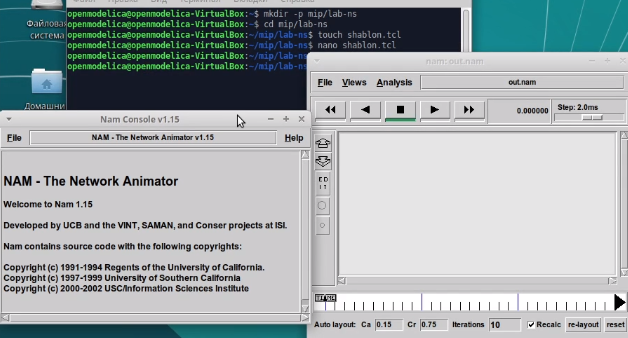 Терминал
Вкладки
Справка
openmodelica@openmodelica-VirtualBox:~$ mkdir -p mip/lab-ns
openmodelica@openmodelica-VirtualBox:~$ cd mip/lab-ns
openmodelica@openmodelica-VirtualBox:~/mip/lab-ns$ touch shablon.tcl
openmodelica@openmodelica-VirtualBox:~/mip/lab-ns$ nano shablon.tcl
openmodelica@openmodelica-VirtualBox:~/mip/lab-ns
openmodelica@openmodelica-VirtualBox:~/mip/lab-ns
Файлова
система
Домашни
nam: out.nam
File Views Analysis out.nam
0.000000 Step: 2.0ms
ED
IT
TIME
Auto layout: Ca 0.15 Cr 0.75 Iterations 10 Recalc re-layout reset
Nam Console v1.15
File NAM - The Network Animator v1.15 Help
NAM - The Network Animator
Welcome to Nam 1.15
Developed by UCB and the VINT, SAMAN, and Conser projects at ISI.
Nam contains source code with the following copyrights:
Copyright (c) 1991-1994 Regents of the University of California.
Copyright (c) 1997-1999 University of Southern California
Copyright (c) 2000-2002 USC/Information Sciences Institute